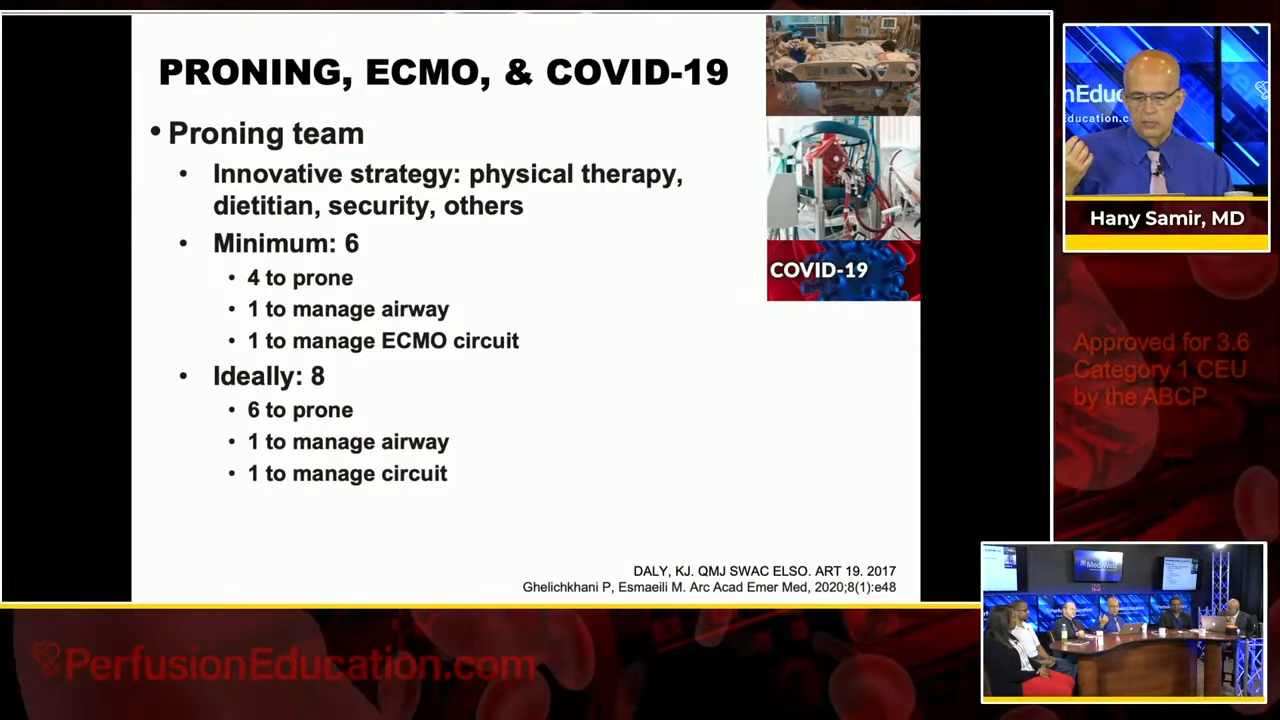 PRONING, ECMO, & COVID-19
• Proning team
• Innovative strategy: physical therapy,
dietitian, security, others
• Minimum: 6
• 4 to prone
• 1 to manage airway
• 1 to manage ECMO circuit
• Ideally: 8
• 6 to prone
• 1 to manage airway
• 1 to manage circuit
DALY, KJ. QMJ SWAC ELSO. ART 19. 2017
Ghelichkhani P, Esmaeili M. Arc Acad Emer Med, 2020;8(1):e48
COVID-19
nEduc
Education.c
Hany Samir, MD
Approved for 3.6
Category 1 CEU
by the ABCP
PerfusionEducation.com